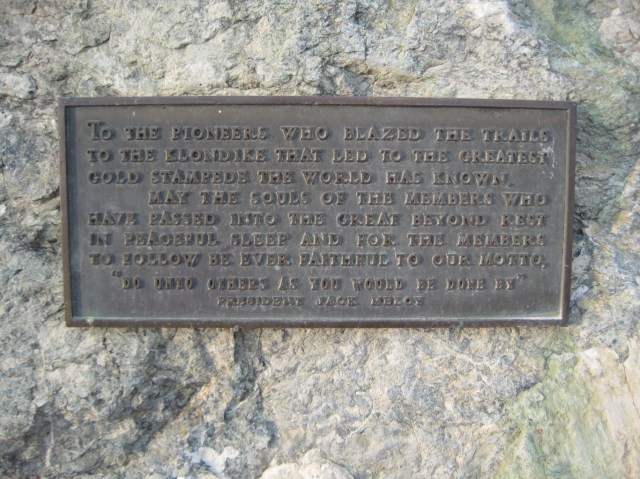 TO THE PIONEERS WHO BLAZED THE TRAILS
TO THE KLONDIKE THAT LED TO THE GREATEST
GOLD STAMPEDE THE WORLD HAS KNOWN.
MAY THE SOULS OF THE MEMBERS WHO
HAVE PASSED INTO THE GREAT BEYOND REST
IN PEACEFUL SLEEP AND FOR THE MEMBERS
TO FOLLOW BE EVER FAITHFUL TO OUR MOTTO.
"DO UNTO OTHERS AS YOU WOULD BE DONE BY"
PRESIDENT JACK MELOY